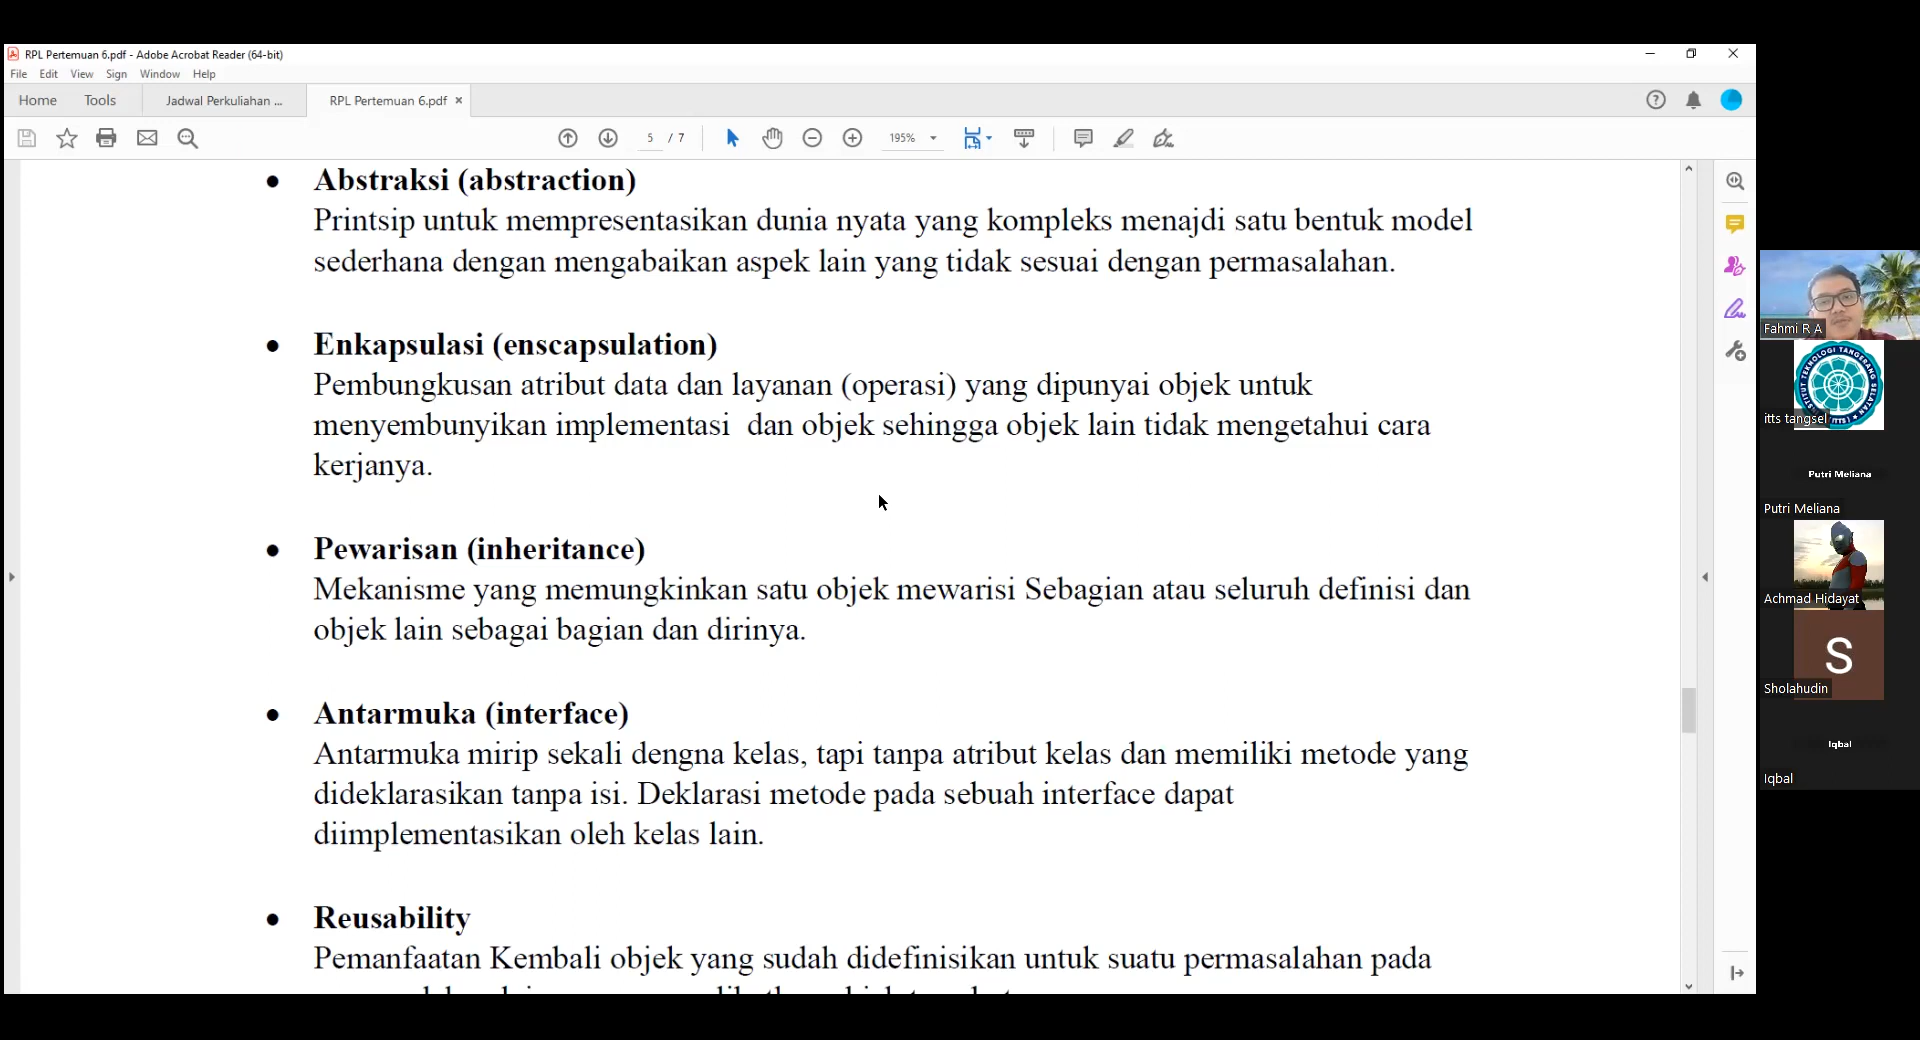 RPL Pertemuan 6.pdf - Adobe Acrobat Reader (64-bit)
File Edit View Sign Window Help
Home Tools Jadwal Perkuliahan ... RPL Pertemuan 6.pdf
5 / 7 195%
Abstraksi (abstraction)
Printsip untuk mempresentasikan dunia nyata yang kompleks menajdi satu bentuk model
sederhana dengan mengabaikan aspek lain yang tidak sesuai dengan permasalahan.
Enkapsulasi (enscapsulation)
Pembungkusan atribut data dan layanan (operasi) yang dipunyai objek untuk
menyembunyikan implementasi dan objek sehingga objek lain tidak mengetahui cara
kerjanya.
Pewarisan (inheritance)
Mekanisme yang memungkinkan satu objek mewarisi Sebagian atau seluruh definisi dan
objek lain sebagai bagian dan dirinya.
Antarmuka (interface)
Antarmuka mirip sekali dengna kelas, tapi tanpa atribut kelas dan memiliki metode yang
dideklarasikan tanpa isi. Deklarasi metode pada sebuah interface dapat
diimplementasikan oleh kelas lain.
Reusability
Pemanfaatan Kembali objek yang sudah didefinisikan untuk suatu permasalahan pada
Fahmi R A
INSTITUT TEKNOLOGI TANGERANG SELATAN
itts tangsel
Putri Meliana
Putri Meliana
Achmad Hidayat
S
Sholahudin
Iqbal
Iqbal